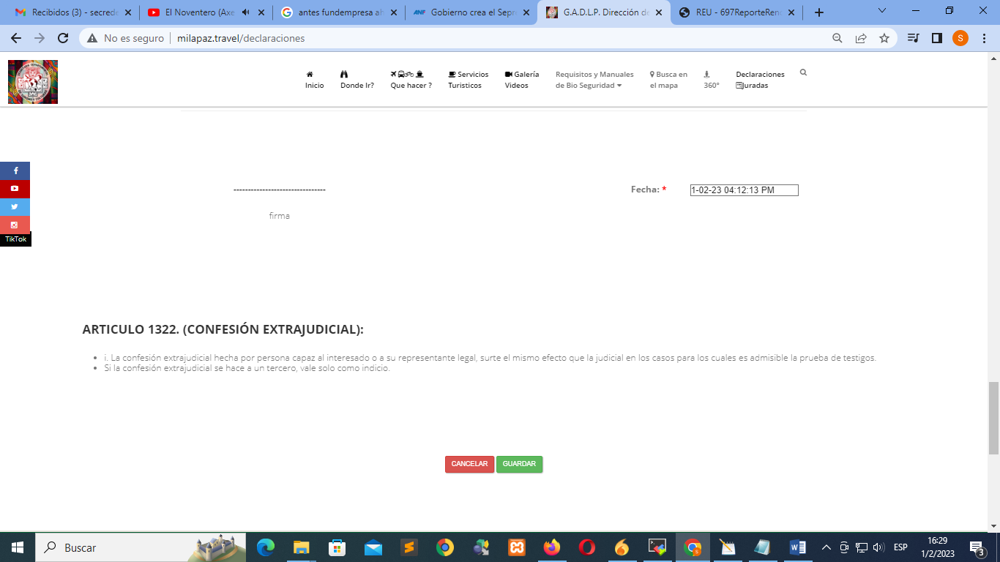 Recibidos (3) - secrede
El Noventero (Axe
antes fundempresa ah
ANF Gobierno crea el Sepr
G.A.D.L.P. Dirección de
REU - 697ReporteRend
No es seguro | milapaz.travel/declaraciones
S
Inicio
Donde Ir?
Que hacer ?
Servicios
Turisticos
Galería
Videos
Requisitos y Manuales
de Bio Seguridad
Busca en
el mapa
360°
Declaraciones
Juradas
TikTok
-------------------------------
firma
Fecha: *
1-02-23 04:12:13 PM
ARTICULO 1322. (CONFESIÓN EXTRAJUDICIAL):
• i. La confesión extrajudicial hecha por persona capaz al interesado o a su representante legal, surte el mismo efecto que la judicial en los casos para los cuales es admisible la prueba de testigos.
• Si la confesión extrajudicial se hace a un tercero, vale solo como indicio.
CANCELAR
GUARDAR
Buscar
ESP
16:29
1/2/2023
3